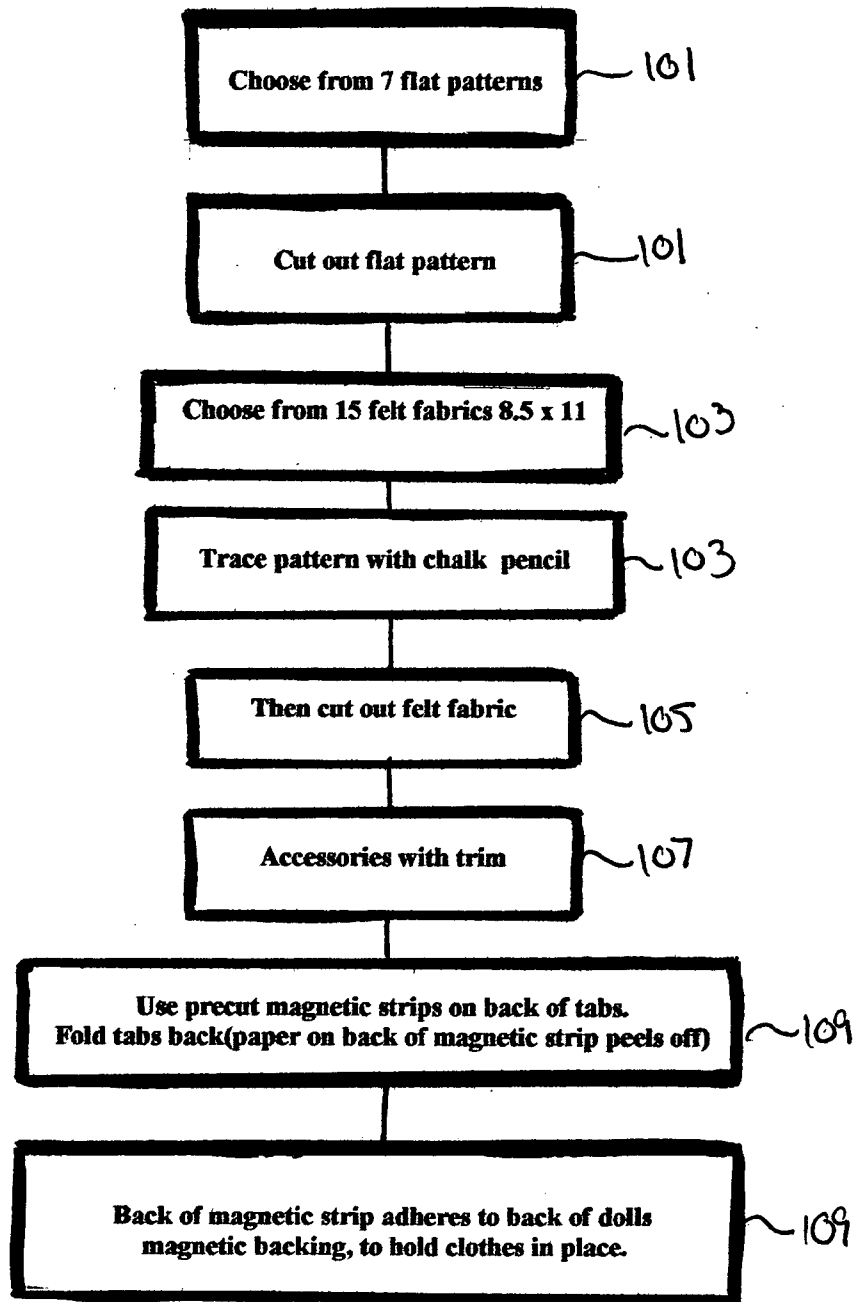 Choose from 7 flat patterns
101
Cut out flat pattern
101
Choose from 15 felt fabrics 8.5 x 11
103
Trace pattern with chalk pencil
103
Then cut out felt fabric
105
Accessories with trim
107
Use precut magnetic strips on back of tabs.
Fold tabs back(paper on back of magnetic strip peels off)
109
Back of magnetic strip adheres to back of dolls
magnetic backing, to hold clothes in place.
109